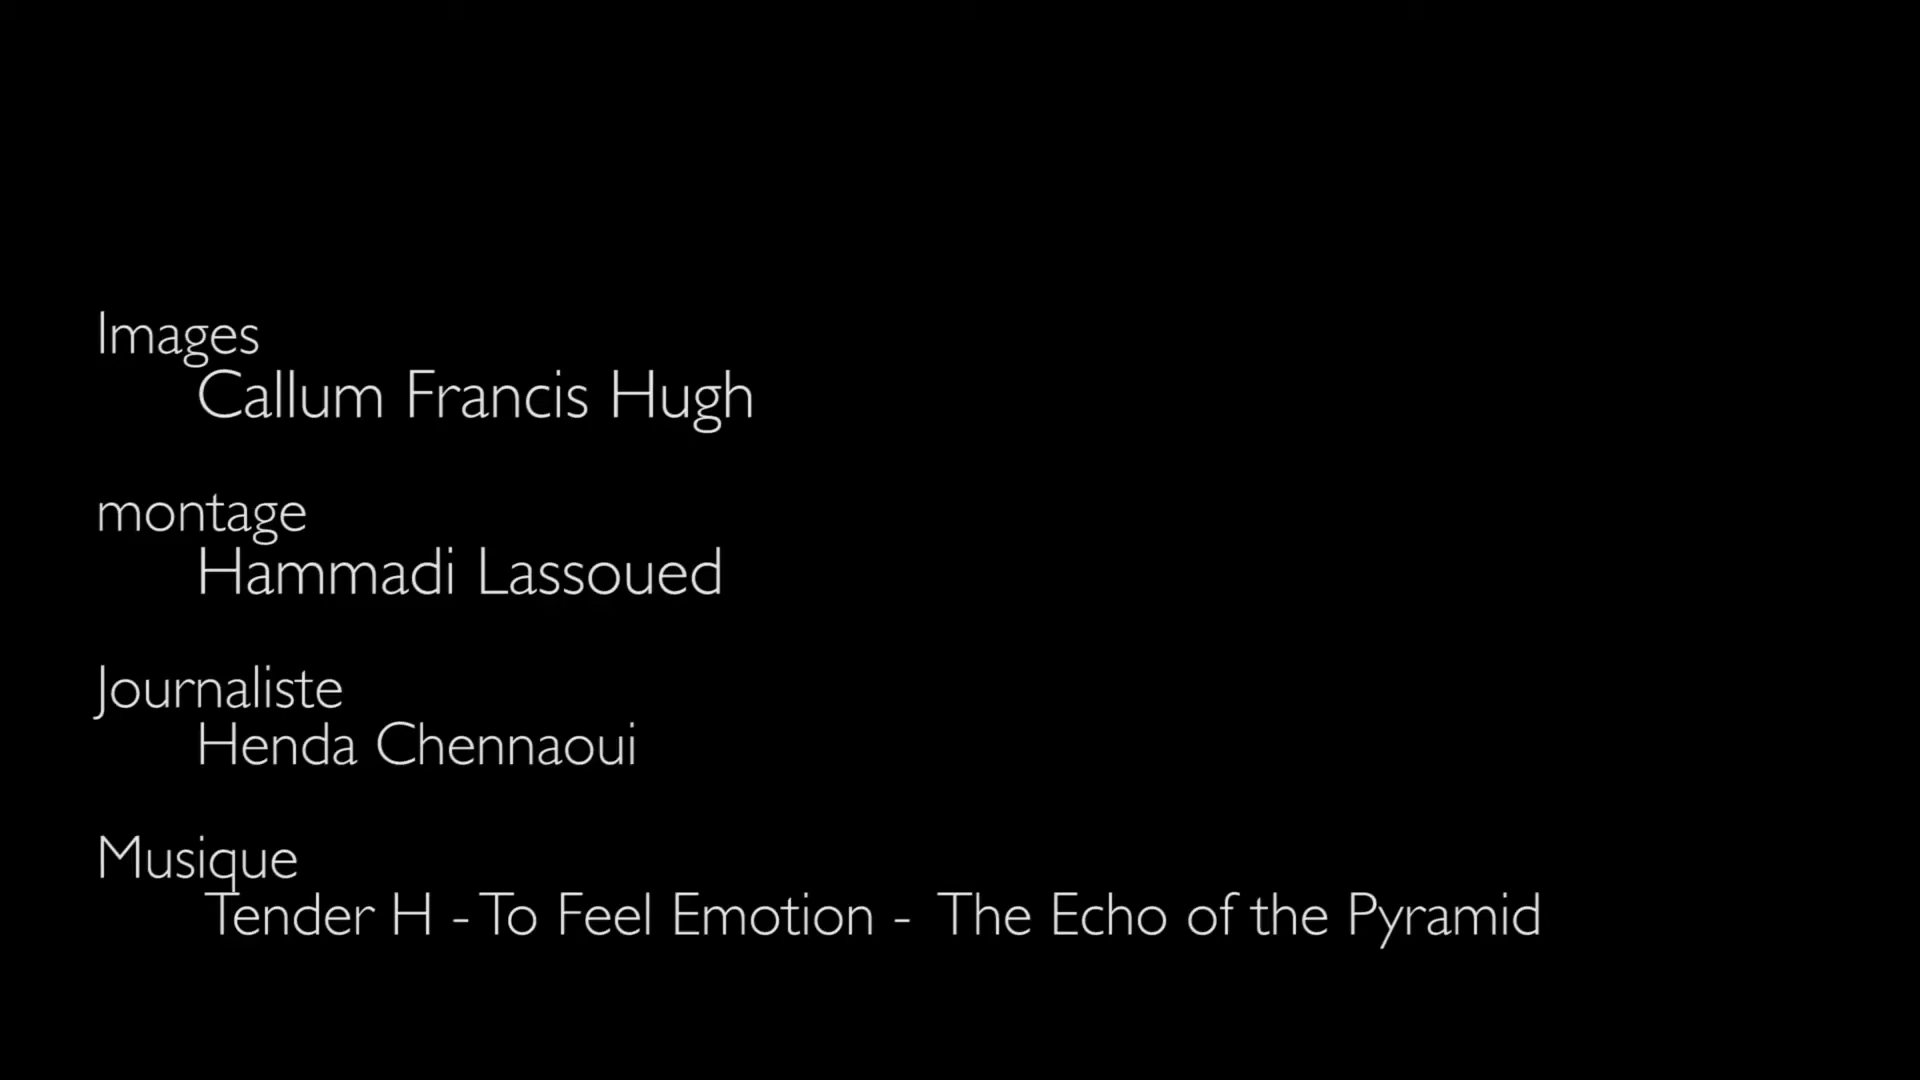 Images
Callum Francis Hugh
montage
Hammadi Lassoued
Journaliste
Henda Chennaoui
Musique
Tender H - To Feel Emotion - The Echo of the Pyramid